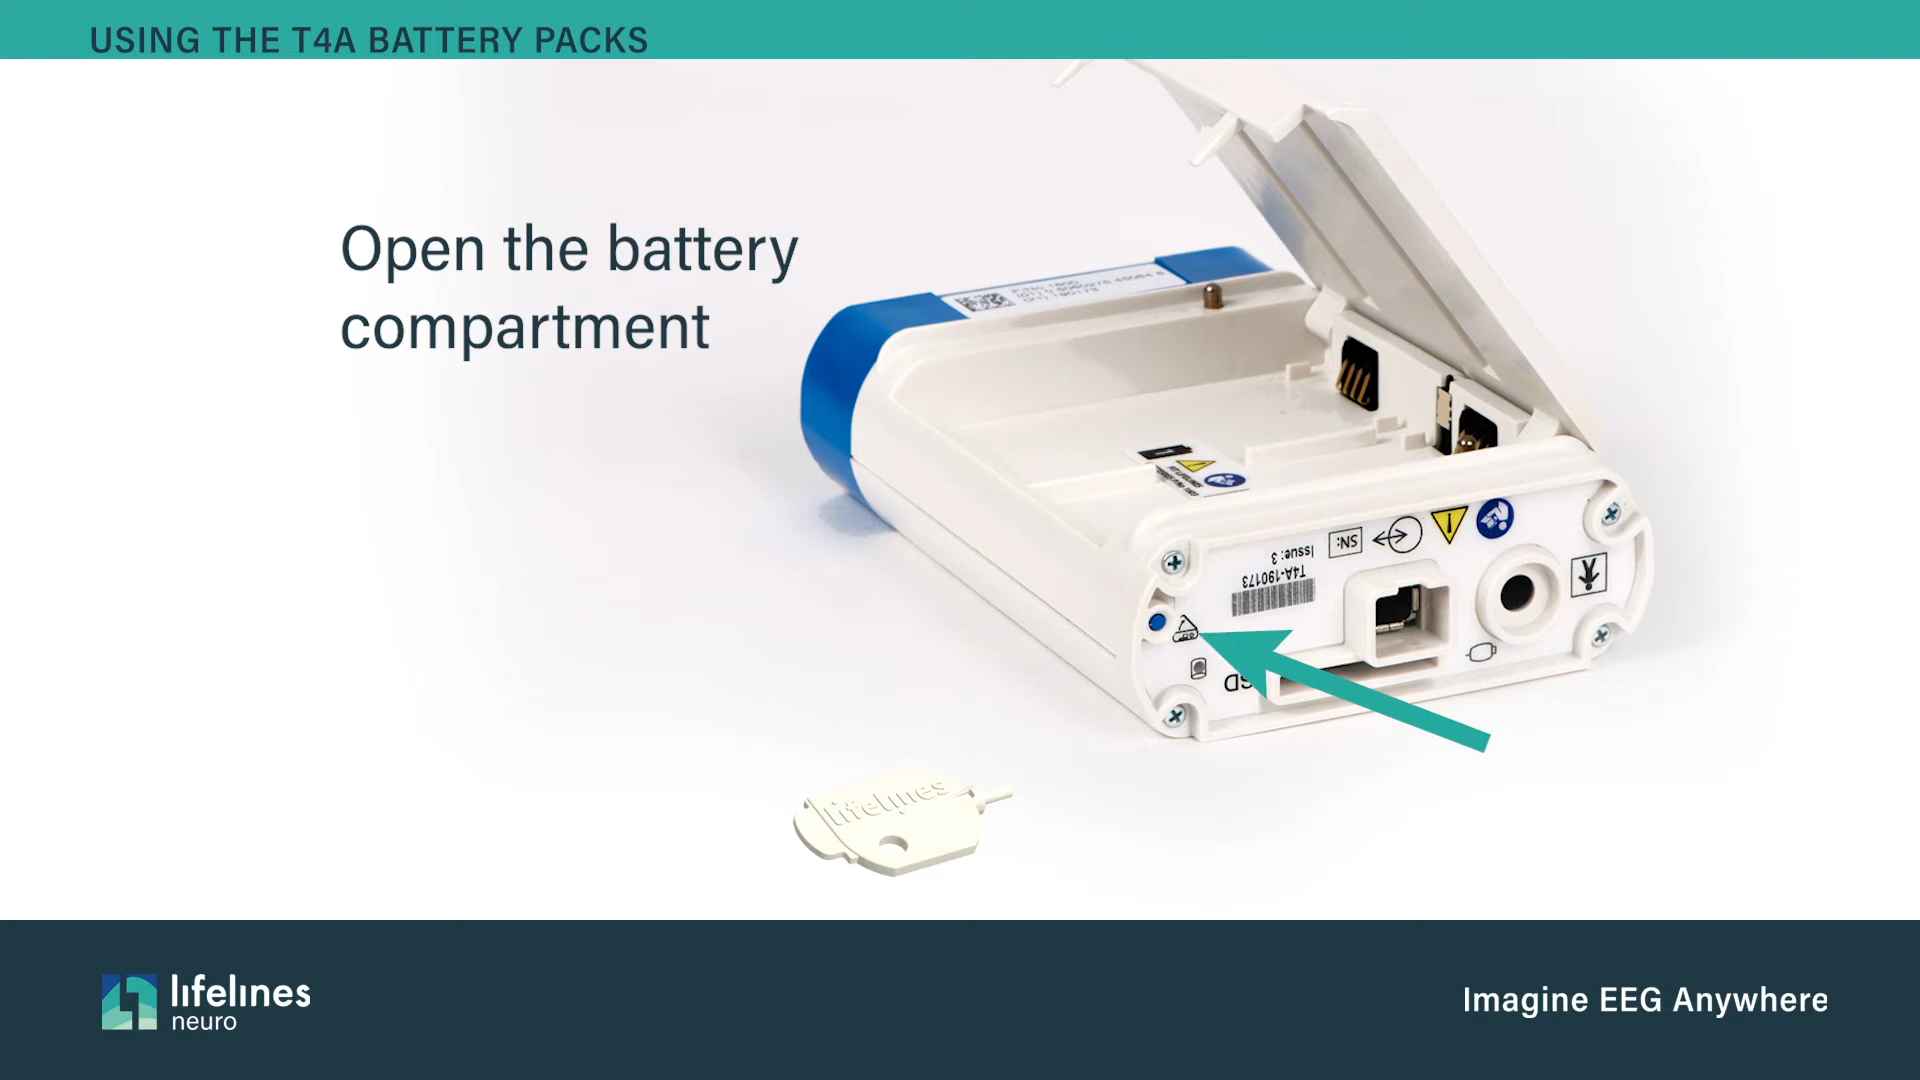 USING THE T4A BATTERY PACKS
Open the battery
compartment
SN:
Issue: 3
T4A-190173
SD
lifelines
lifelines
neuro
Imagine EEG Anywhere